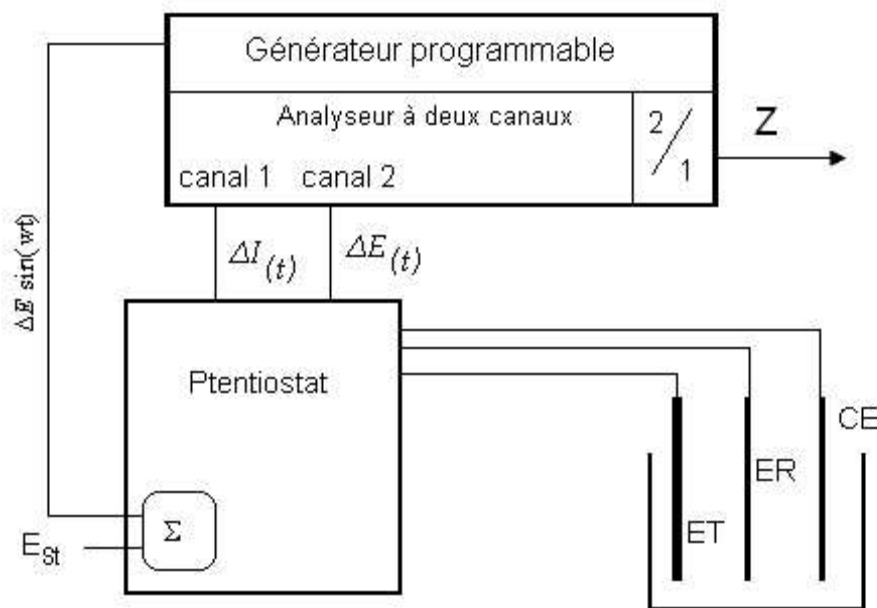 Générateur programmable
Analyseur à deux canaux
2/1
Z
canal 1 canal 2
ΔI(t)
ΔE(t)
ΔE sin(wt)
Ptentiostat
CE
ER
ET
Σ
ESt